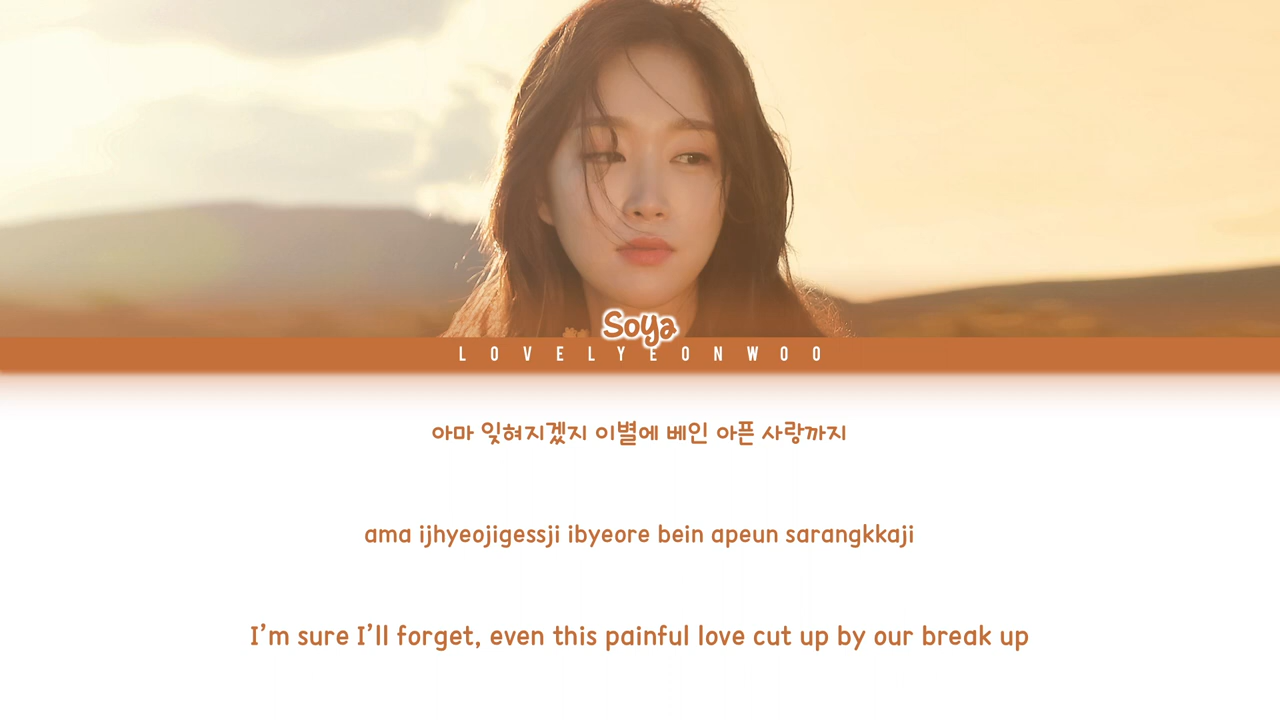 Soya
LOVELYEONWOO
아마 잊혀지겠지 이별에 베인 아픈 사랑까지
ama ijhyeojigessji ibyeore bein apeun sarangkkaji
I’m sure I’ll forget, even this painful love cut up by our break up